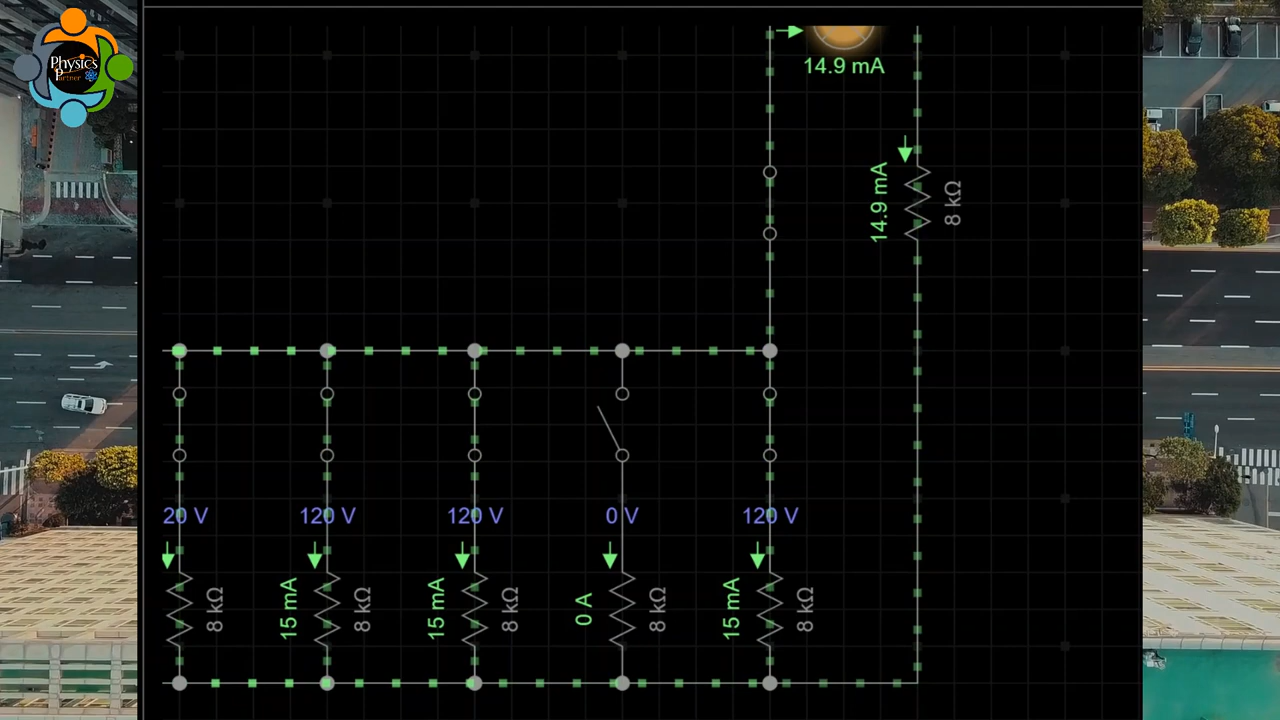 Physics
Partner
14.9 mA
14.9 mA
8 kΩ
20 V
120 V
120 V
0 V
120 V
8 kΩ
15 mA
8 kΩ
15 mA
8 kΩ
0 A
8 kΩ
15 mA
8 kΩ